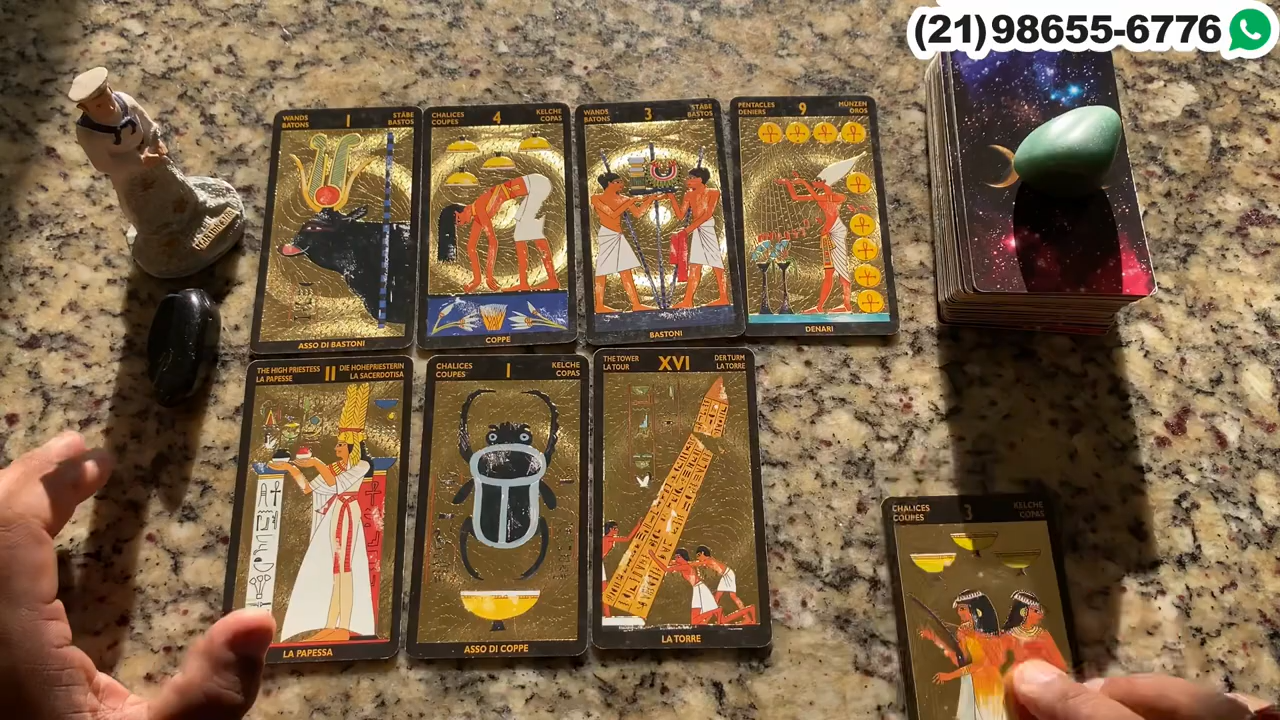 (21)98655-6776
WANDS
BATONS
I
STÄBE
BASTOS
ASSO DI BASTONI
CHALICES
COUPES
4
KELCHE
COPAS
COPPE
WANDS
BATONS
3
STÄBE
BASTOS
BASTONI
PENTACLES
DENIERS
9
MÜNZEN
OROS
DENARI
THE HIGH PRIESTESS
LA PAPESSE
II
DIE HOHEPRIESTERIN
LA SACERDOTISA
LA PAPESSA
CHALICES
COUPES
I
KELCHE
COPAS
ASSO DI COPPE
THE TOWER
LA TOUR
XVI
DER TURM
LA TORRE
LA TORRE
CHALICES
COUPES
3
KELCHE
COPAS